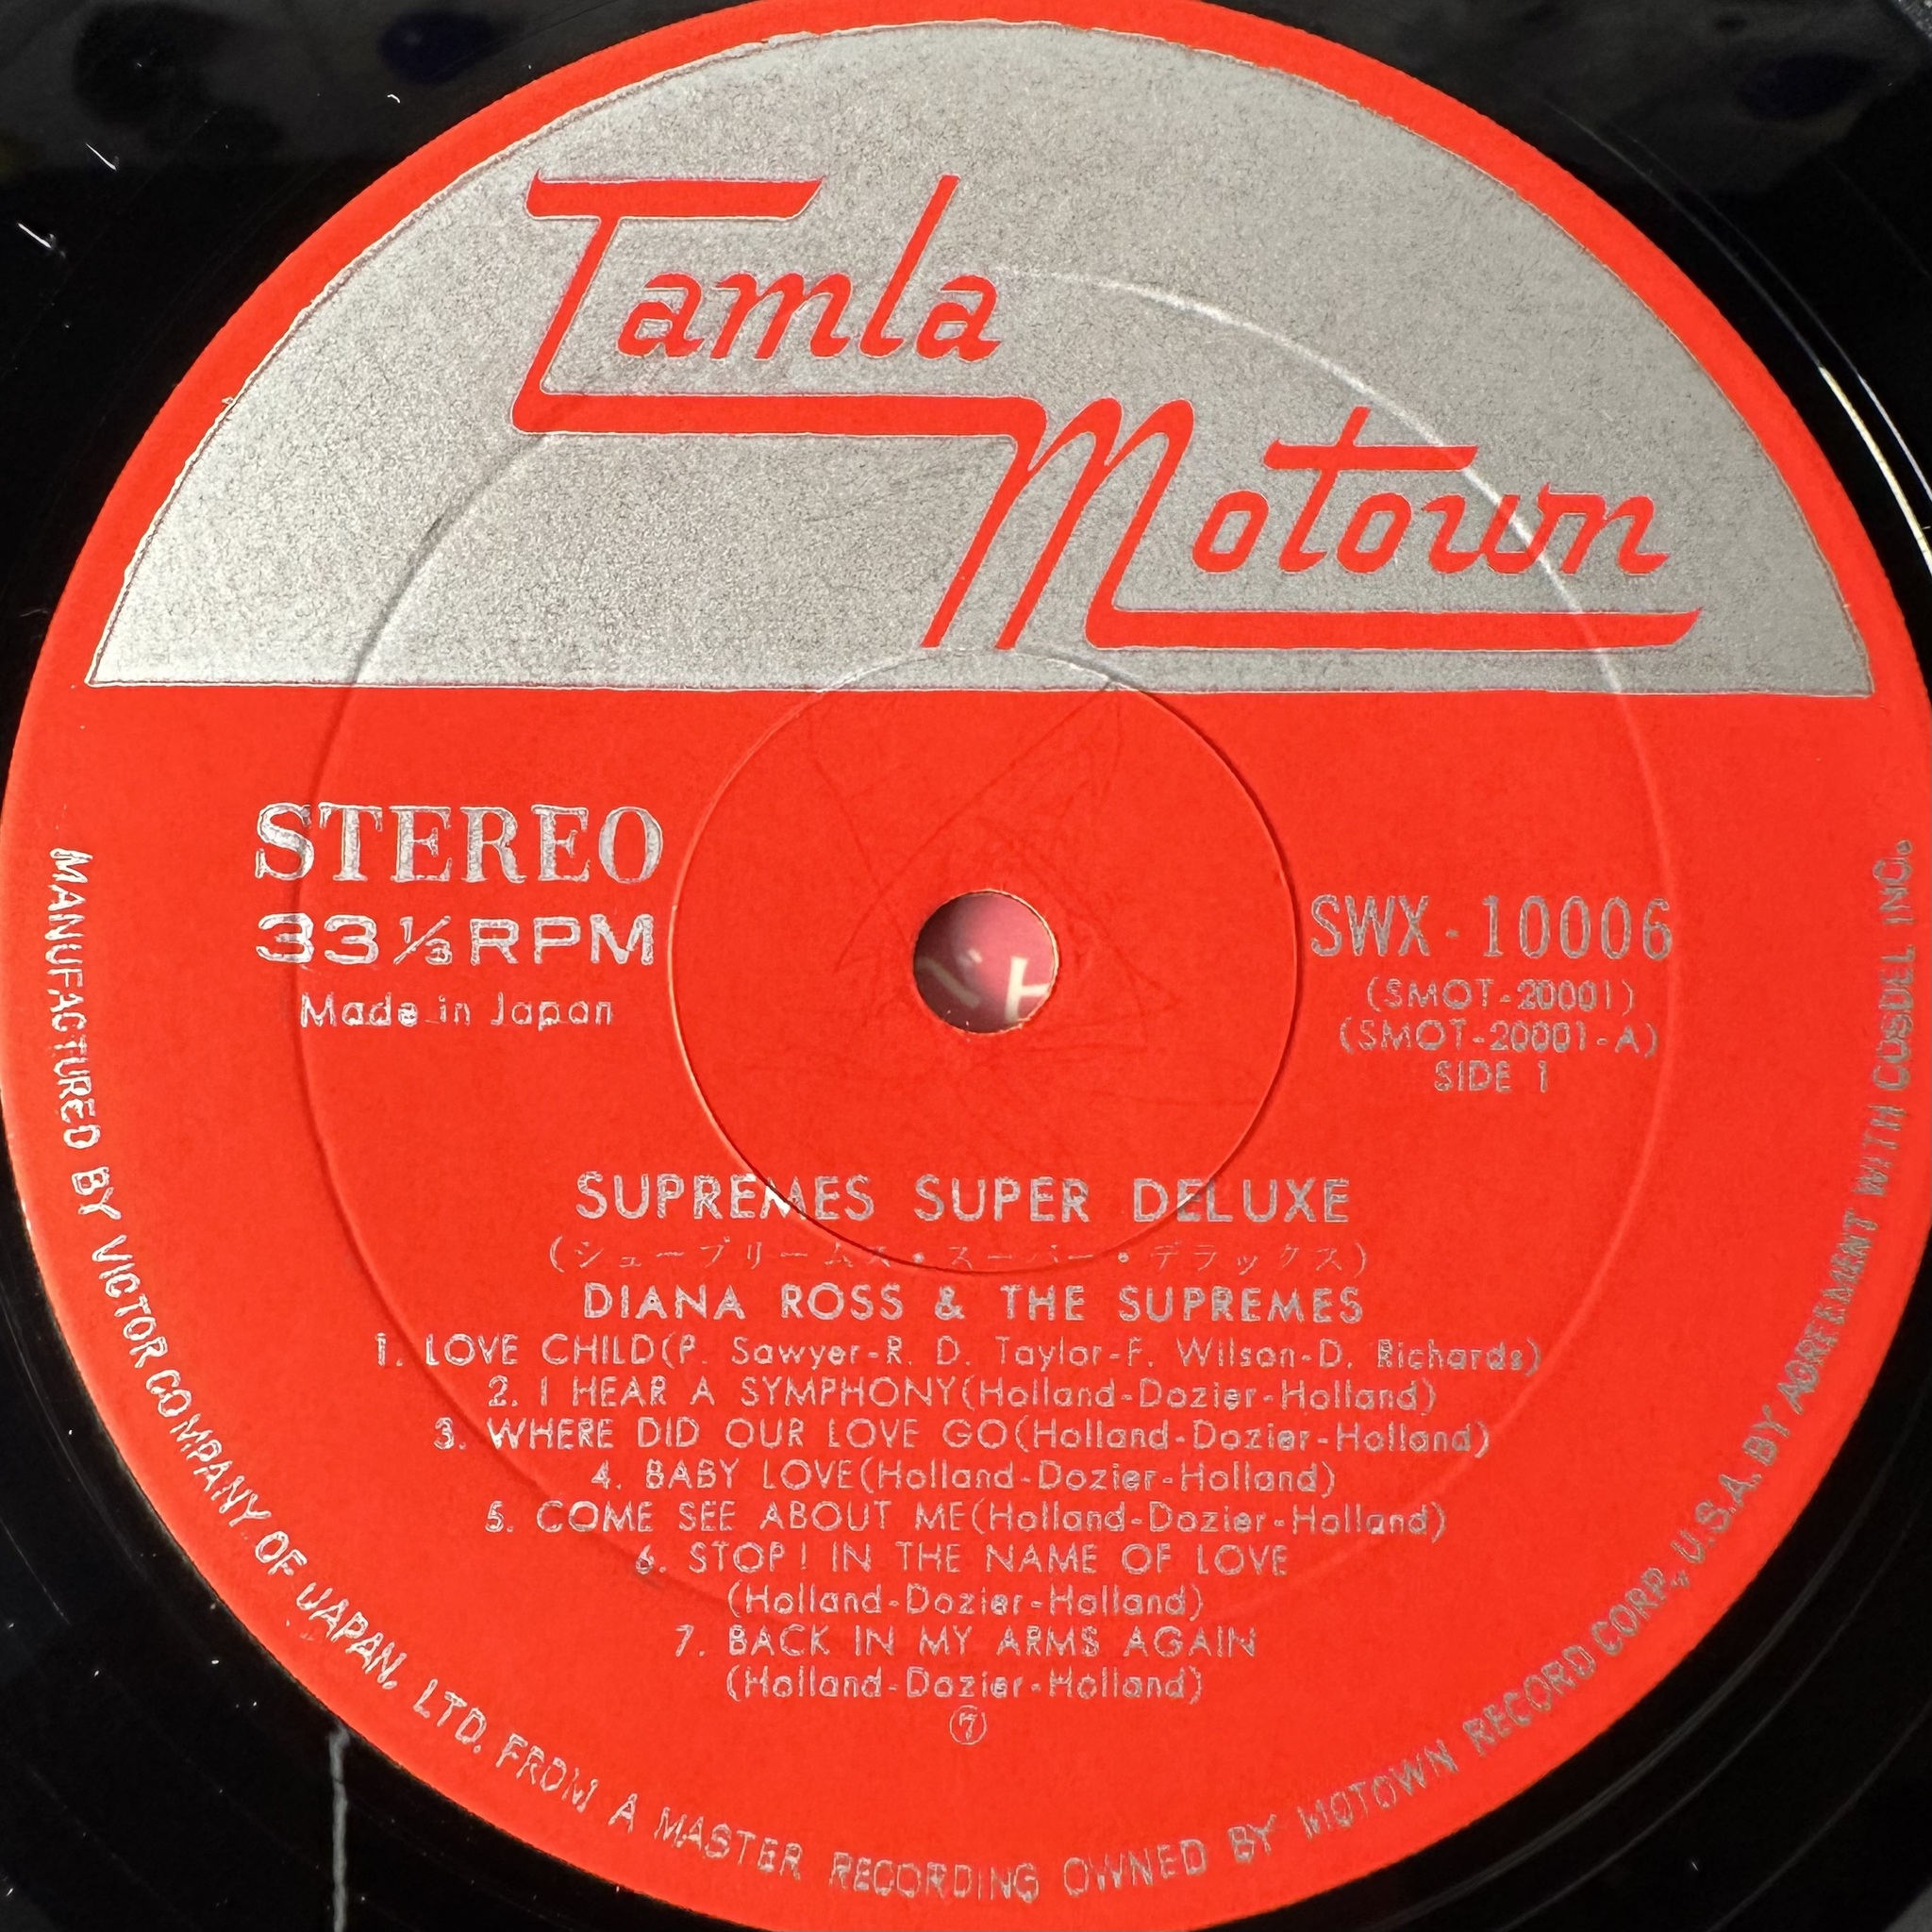 Tamla
Motown
STEREO
33 1/3 RPM
Made in Japan
SWX-10006
(SMOT-20001)
(SMOT-20001-A)
SIDE 1
SUPREMES SUPER DELUXE
(シュープリームス・スーパー・デラックス)
DIANA ROSS & THE SUPREMES
1. LOVE CHILD(P. Sawyer-R. D. Taylor-F. Wilson-D. Richards)
2. I HEAR A SYMPHONY(Holland-Dozier-Holland)
3. WHERE DID OUR LOVE GO(Holland-Dozier-Holland)
4. BABY LOVE(Holland-Dozier-Holland)
5. COME SEE ABOUT ME(Holland-Dozier-Holland)
6. STOP! IN THE NAME OF LOVE
(Holland-Dozier-Holland)
7. BACK IN MY ARMS AGAIN
(Holland-Dozier-Holland)
MANUFACTURED BY VICTOR COMPANY OF JAPAN, LTD. FROM A MASTER RECORDING OWNED BY MOTOWN RECORD CORP., U.S.A. BY AGREEMENT WITH COSDEL INC.